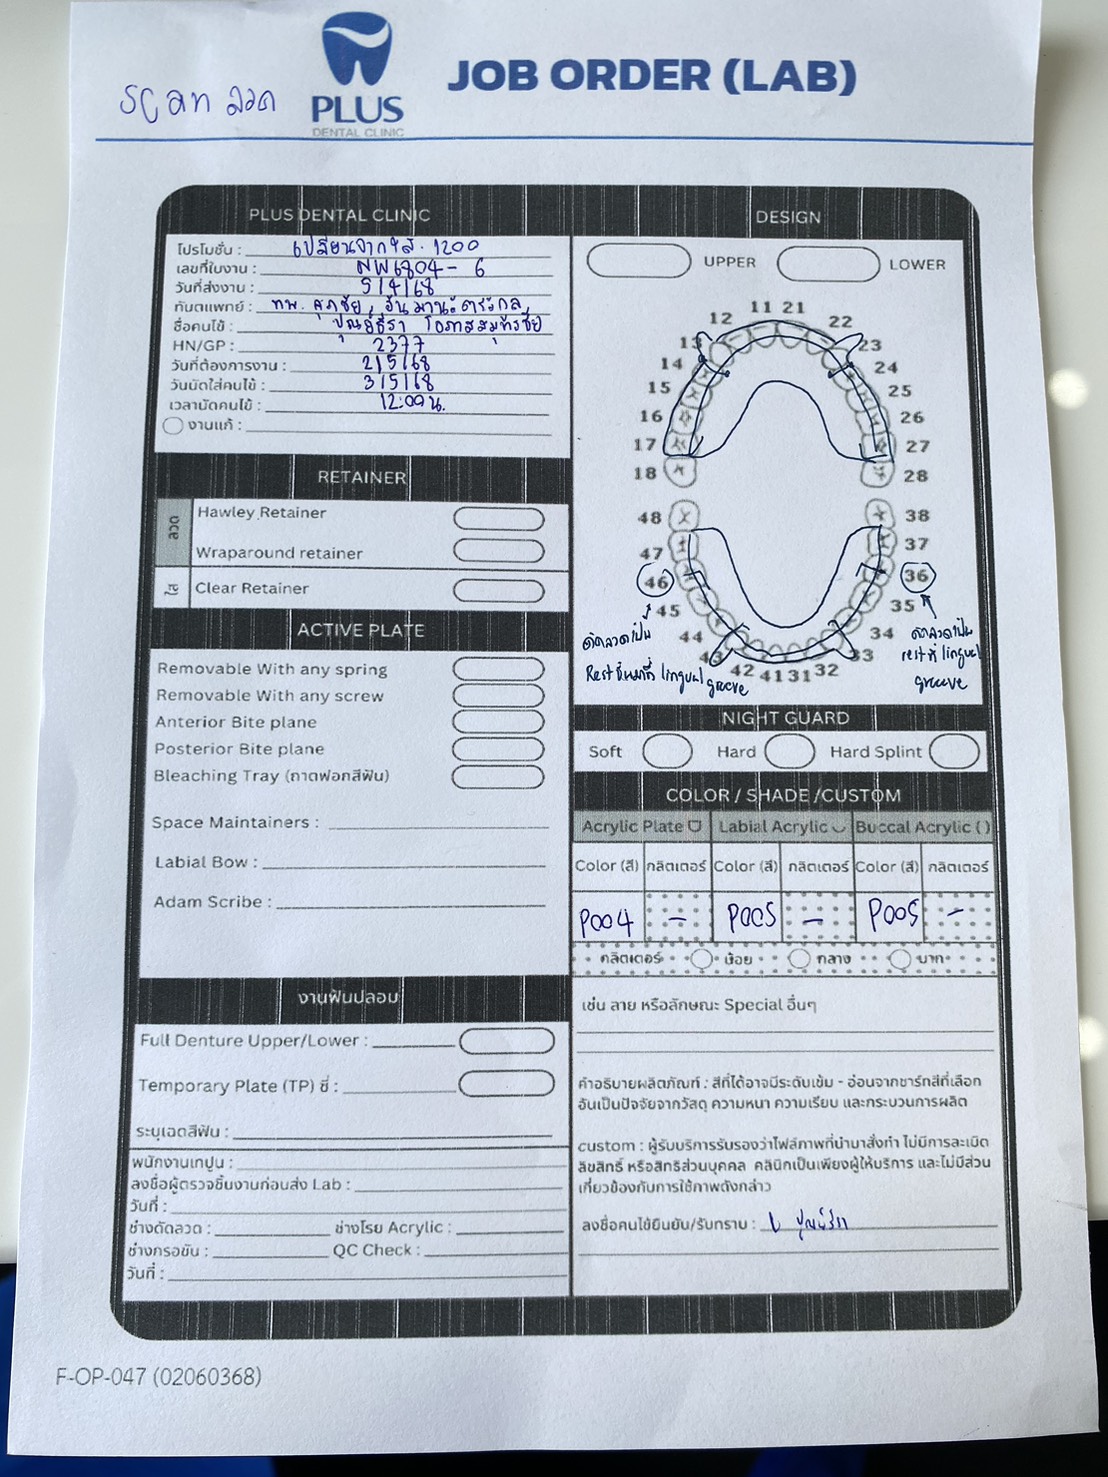 scan ลวด
PLUS
DENTAL CLINIC
JOB ORDER (LAB)
PLUS DENTAL CLINIC
โปรโมชั่น : เปลี่ยนจากใส. 1200
เลขที่ใบงาน : NW6804-6
วันที่ส่งงาน : 5/4/68
ทันตแพทย์ : ทพ. ศุภชัย
ชื่อคนไข้ : ปุณย์ธิรา โอภาสสมุทรชัย
HN/GP : 2377
วันที่ต้องการงาน : 2/5/68
วันนัดใส่คนไข้ : 3/5/68
เวลานัดคนไข้ : 12:00 น.
งานแก้ :
RETAINER
ลวด
Hawley Retainer
Wraparound retainer
ใส
Clear Retainer
ACTIVE PLATE
Removable With any spring
Removable With any screw
Anterior Bite plane
Posterior Bite plane
Bleaching Tray (ถาดฟอกสีฟัน)
Space Maintainers :
Labial Bow :
Adam Scribe :
งานฟันปลอม
Full Denture Upper/Lower :
Temporary Plate (TP) ซี่ :
ระบุเฉดสีฟัน :
พนักงานเทปูน :
ลงชื่อผู้ตรวจชิ้นงานก่อนส่ง Lab :
วันที่ :
ช่างดัดลวด : ช่างโรย Acrylic :
ช่างกรอขัน : QC Check :
วันที่ :
DESIGN
UPPER LOWER
11 21
12 22
13 23
14 24
15 25
16 26
17 27
18 28
48 38
47 37
46 36
45 35
44 34
43 33
42 41 31 32
ดัดลวดเป็น
Rest ขึ้นมาที่ lingual groove
ดัดลวดเป็น
rest ที่ lingual
groove
NIGHT GUARD
Soft Hard Hard Splint
COLOR / SHADE /CUSTOM
Acrylic Plate Labial Acrylic Buccal Acrylic ( )
Color (สี) กลิตเตอร์ Color (สี) กลิตเตอร์ Color (สี) กลิตเตอร์
P004 - P005 - P005 -
กลิตเตอร์ น้อย กลาง มาก
เช่น ลาย หรือลักษณะ Special อื่นๆ
คำอธิบายผลิตภัณฑ์ : สีที่ได้อาจมีระดับเข้ม - อ่อนจากชาร์ทสีที่เลือก
อันเป็นปัจจัยจากวัสดุ ความหนา ความเรียบ และกระบวนการผลิต
custom : ผู้รับบริการรับรองว่าไฟล์ภาพที่นำมาสั่งทำ ไม่มีการละเมิด
ลิขสิทธิ์ หรือสิทธิส่วนบุคคล คลินิกเป็นเพียงผู้ให้บริการ และไม่มีส่วน
เกี่ยวข้องกับการใช้ภาพดังกล่าว
ลงชื่อคนไข้ยืนยัน/รับทราบ :
F-OP-047 (02060368)